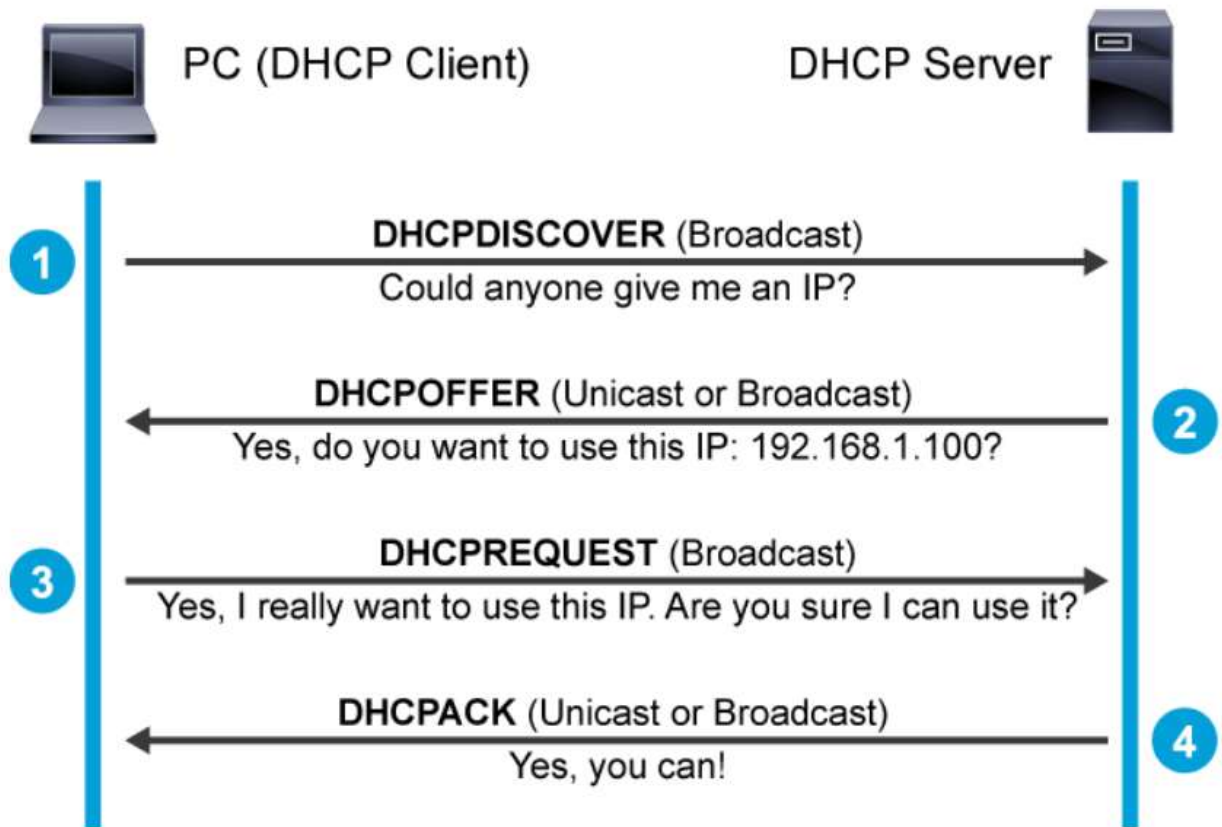 PC (DHCP Client)
DHCP Server
1
DHCPDISCOVER (Broadcast)
Could anyone give me an IP?
DHCPOFFER (Unicast or Broadcast)
2
Yes, do you want to use this IP: 192.168.1.100?
DHCPREQUEST (Broadcast)
3
Yes, I really want to use this IP. Are you sure I can use it?
DHCPACK (Unicast or Broadcast)
4
Yes, you can!